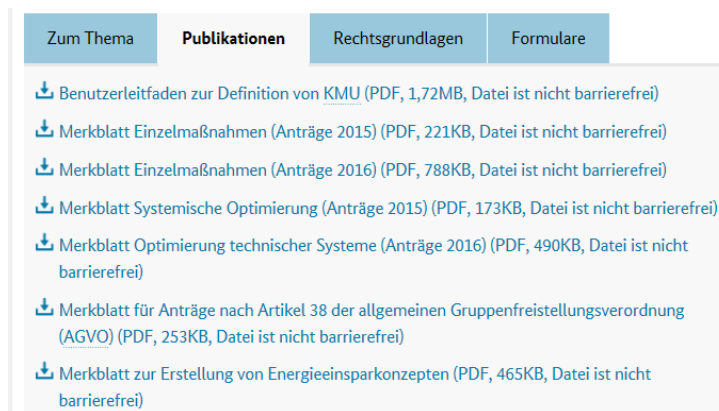 Zum Thema Publikationen Rechtsgrundlagen Formulare
Benutzerleitfaden zur Definition von KMU (PDF, 1,72MB, Datei ist nicht barrierefrei)
Merkblatt Einzelmaßnahmen (Anträge 2015) (PDF, 221KB, Datei ist nicht barrierefrei)
Merkblatt Einzelmaßnahmen (Anträge 2016) (PDF, 788KB, Datei ist nicht barrierefrei)
Merkblatt Systemische Optimierung (Anträge 2015) (PDF, 173KB, Datei ist nicht barrierefrei)
Merkblatt Optimierung technischer Systeme (Anträge 2016) (PDF, 490KB, Datei ist nicht
barrierefrei)
Merkblatt für Anträge nach Artikel 38 der allgemeinen Gruppenfreistellungsverordnung
(AGVO) (PDF, 253KB, Datei ist nicht barrierefrei)
Merkblatt zur Erstellung von Energieeinsparkonzepten (PDF, 465KB, Datei ist nicht
barrierefrei)